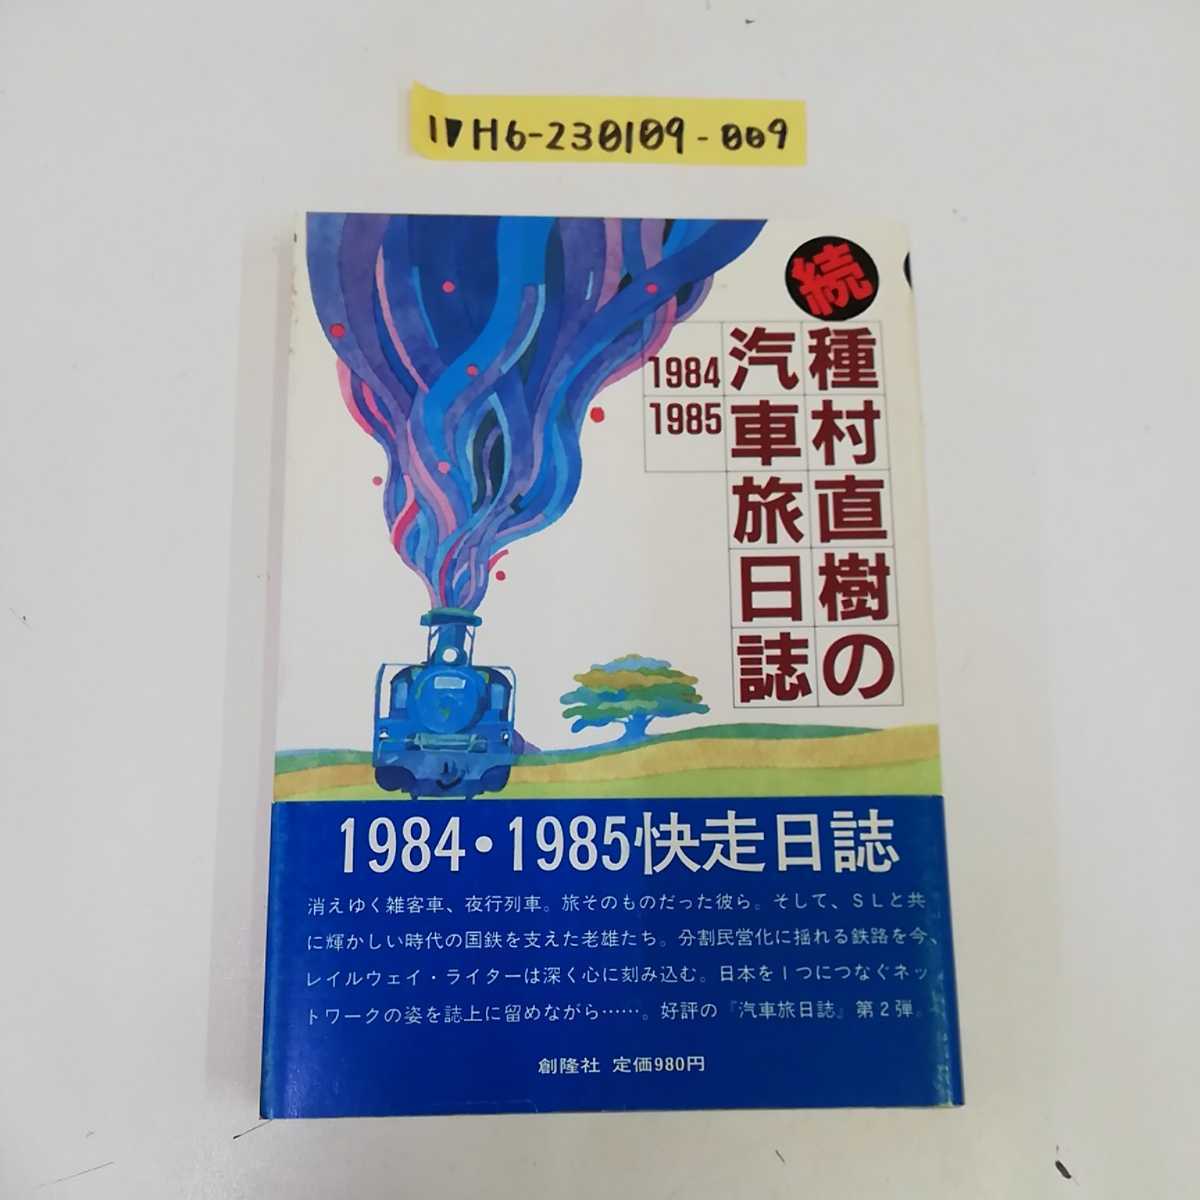 1▼H6-230109-009
続
種村直樹の
汽車旅日誌
1984
1985
1984・1985快走日誌
消えゆく雑客車、夜行列車。旅そのものだった彼ら。そして、SLと共
に輝かしい時代の国鉄を支えた老雄たち。分割民営化に揺れる鉄路を今、
レイルウェイ・ライターは深く心に刻み込む。日本を1つにつなぐネッ
トワークの姿を誌上に留めながら……。好評の『汽車旅日誌』第2弾。
創隆社 定価980円